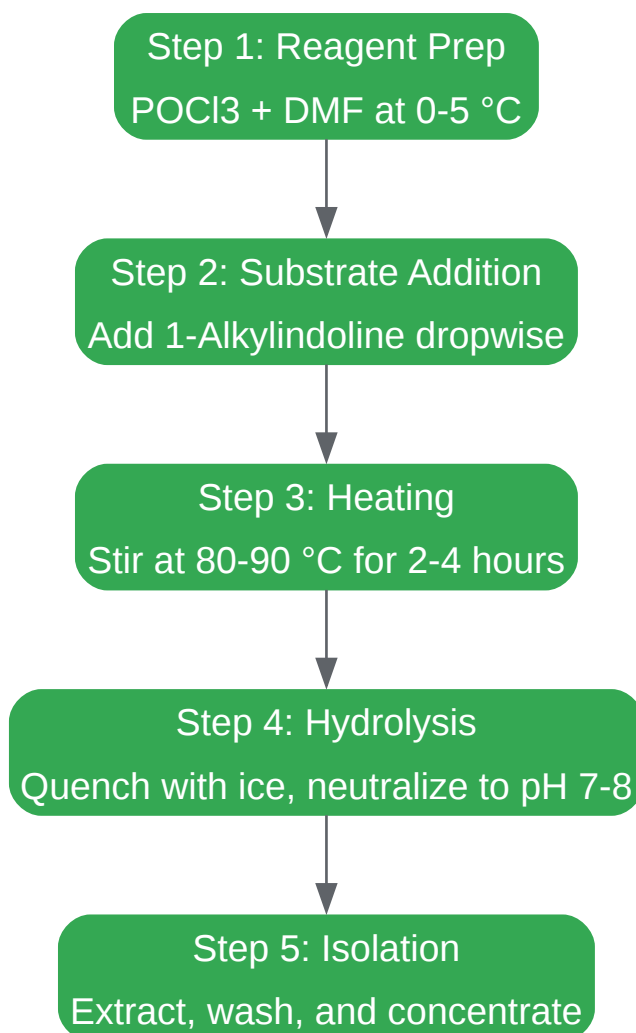 Step 1: Reagent Prep
POCl3 + DMF at 0-5 °C
Step 2: Substrate Addition
Add 1-Alkylindoline dropwise
Step 3: Heating
Stir at 80-90 °C for 2-4 hours
Step 4: Hydrolysis
Quench with ice, neutralize to pH 7-8
Step 5: Isolation
Extract, wash, and concentrate